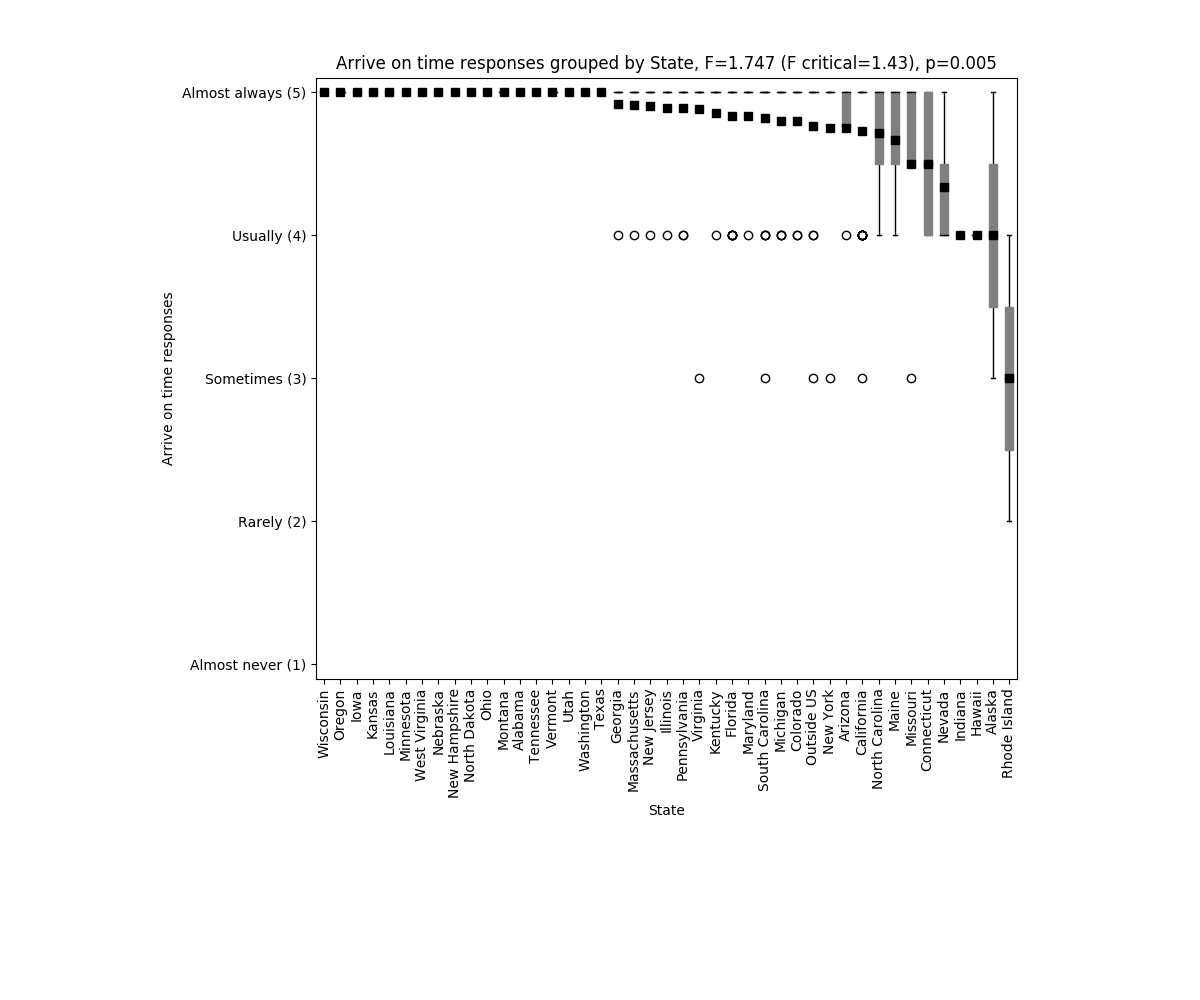 Arrive on time responses grouped by State, F=1.747 (F critical=1.43), p=0.005
Almost always (5)
Usually (4)
Sometimes (3)
Rarely (2)
Almost never (1)
Arrive on time responses
Wisconsin
Oregon
Iowa
Kansas
Louisiana
Minnesota
West Virginia
Nebraska
New Hampshire
North Dakota
Ohio
Montana
Alabama
Tennessee
Vermont
Utah
Washington
Texas
Georgia
Massachusetts
New Jersey
Illinois
Pennsylvania
Virginia
Kentucky
Florida
Maryland
South Carolina
Michigan
Colorado
Outside US
New York
Arizona
California
North Carolina
Maine
Missouri
Connecticut
Nevada
Indiana
Hawaii
Alaska
Rhode Island
State